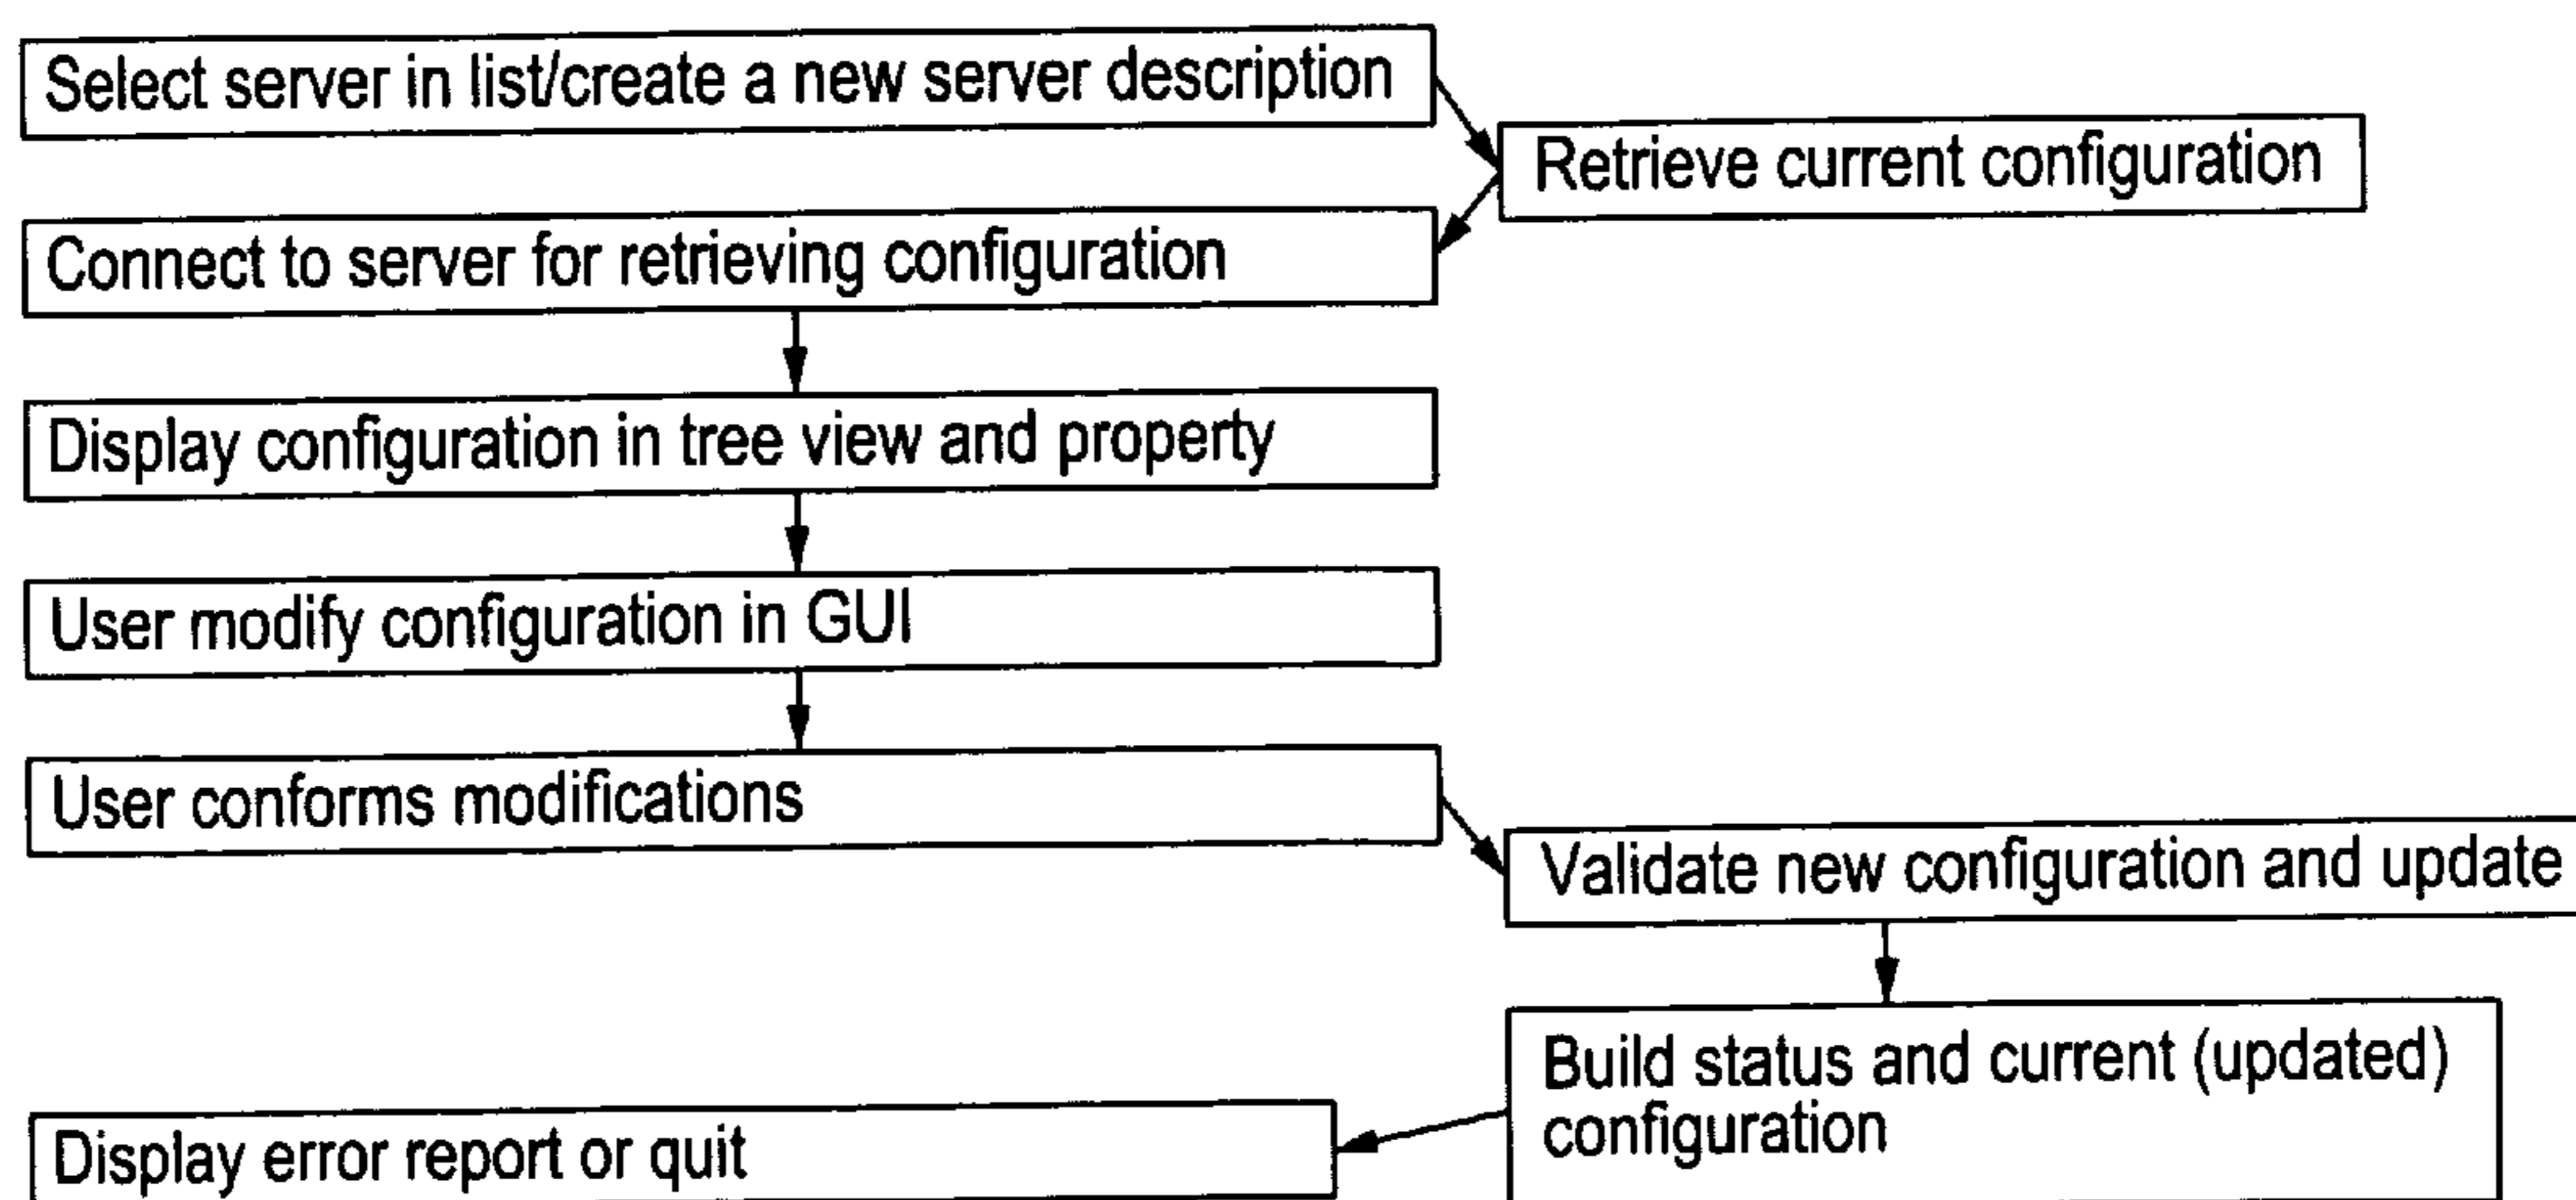 Select server in list/create a new server description
Retrieve current configuration
Connect to server for retrieving configuration
Display configuration in tree view and property
User modify configuration in GUI
User conforms modifications
Validate new configuration and update
Build status and current (updated)
configuration
Display error report or quit